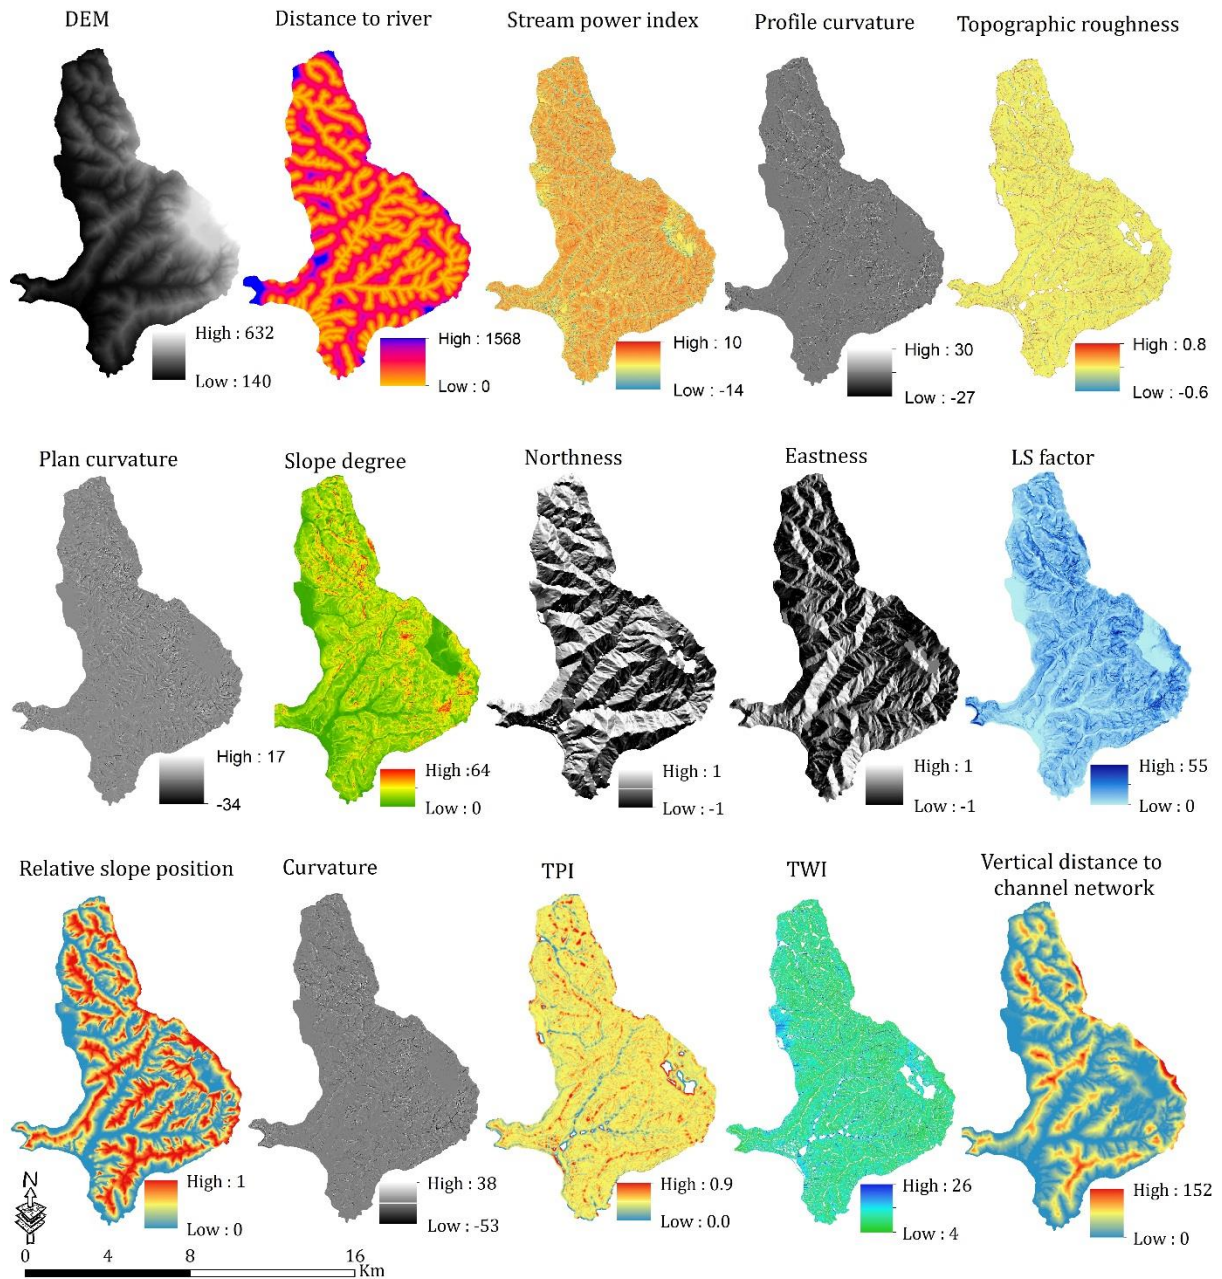 DEM
Distance to river
Stream power index
Profile curvature
Topographic roughness
High : 632
Low : 140
High : 1568
Low : 0
High : 10
Low : -14
High : 30
Low : -27
High : 0.8
Low : -0.6
Plan curvature
Slope degree
Northness
Eastness
LS factor
High : 17
-34
High :64
Low : 0
High : 1
Low : -1
High : 1
Low : -1
High : 55
Low : 0
Relative slope position
Curvature
TPI
TWI
Vertical distance to
channel network
High : 1
Low : 0
High : 38
Low : -53
High : 0.9
Low : 0.0
High : 26
Low : 4
High : 152
Low : 0
N
0 4 8 16
Km